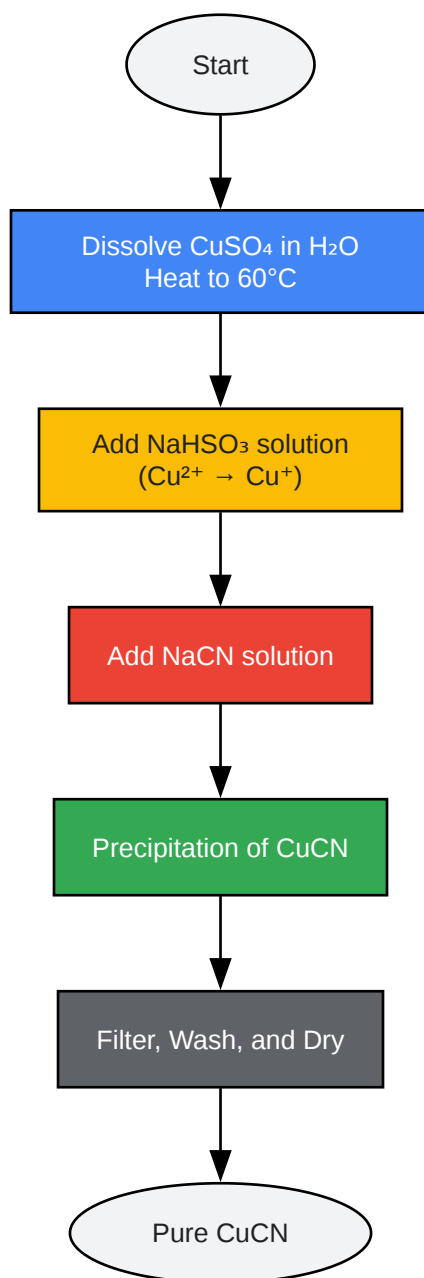 Start
Dissolve CuSO₄ in H₂O
Heat to 60°C
Add NaHSO₃ solution
(Cu²⁺ → Cu⁺)
Add NaCN solution
Precipitation of CuCN
Filter, Wash, and Dry
Pure CuCN